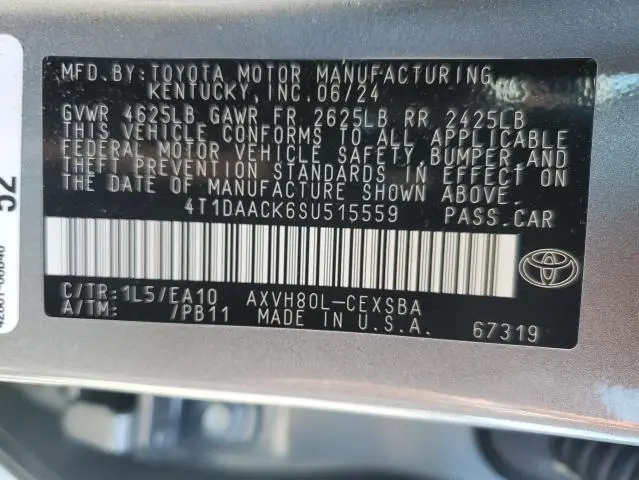 MFD. BY: TOYOTA MOTOR MANUFACTURING
KENTUCKY, INC. 06/24
GVWR 4625LB GAWR FR 2625LB RR 2425LB
THIS VEHICLE CONFORMS TO ALL APPLICABLE
FEDERAL MOTOR VEHICLE SAFETY, BUMPER AND
THEFT PREVENTION STANDARDS IN EFFECT ON
THE DATE OF MANUFACTURE SHOWN ABOVE.
4T1DAACK6SU515559 PASS. CAR
C/TR: 1L5/EA10 AXVH80L-CEXSBA
A/TM: /PB11 MADE IN U.S.A. 67319
52